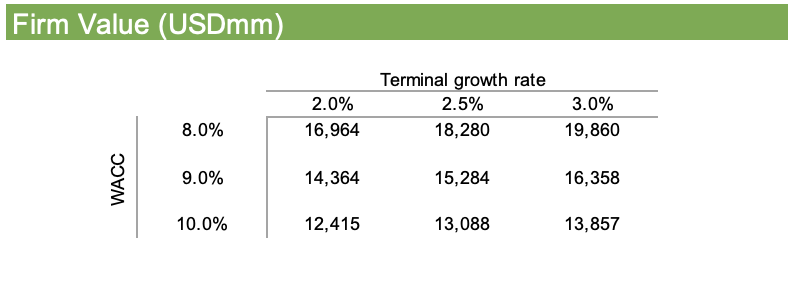 Firm Value (USDmm)
Terminal growth rate
2.0% 2.5% 3.0%
8.0% 16,964 18,280 19,860
WACC
9.0% 14,364 15,284 16,358
10.0% 12,415 13,088 13,857